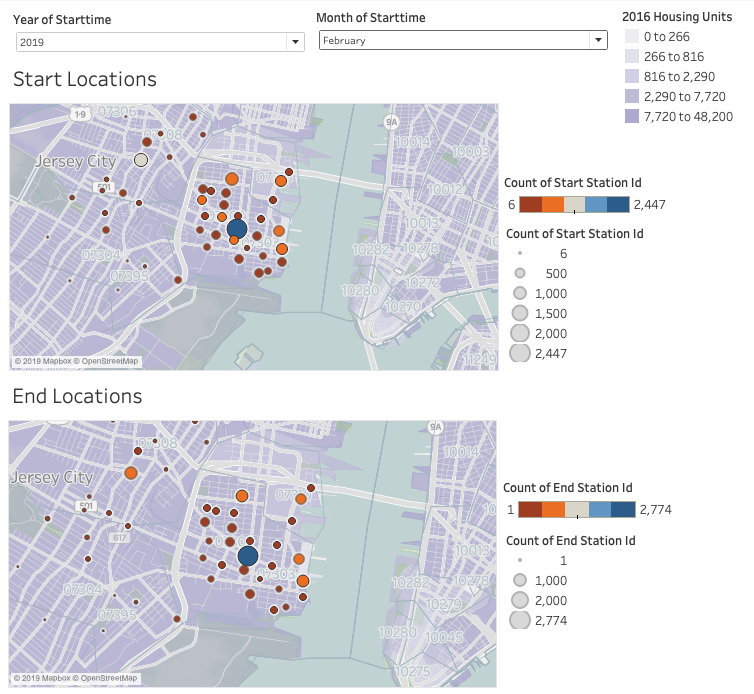 Year of Starttime
Month of Starttime
2019
February
2016 Housing Units
0 to 266
266 to 816
816 to 2,290
2,290 to 7,720
7,720 to 48,200
Start Locations
1-9
07306
9A
10014
10003
Jersey City
501
10012
10013
10282
10278
07304
07395
10272
10280
10270
11249
© 2019 Mapbox © OpenStreetMap
Count of Start Station Id
6
2,447
Count of Start Station Id
6
500
1,000
1,500
2,000
2,447
End Locations
9A
07308
10014
Jersey City
501
617
10013
07303
10282
10278
07304
07395
10279
10280
10045
10275
© 2019 Mapbox © OpenStreetMap
Count of End Station Id
1
2,774
Count of End Station Id
1
1,000
2,000
2,774